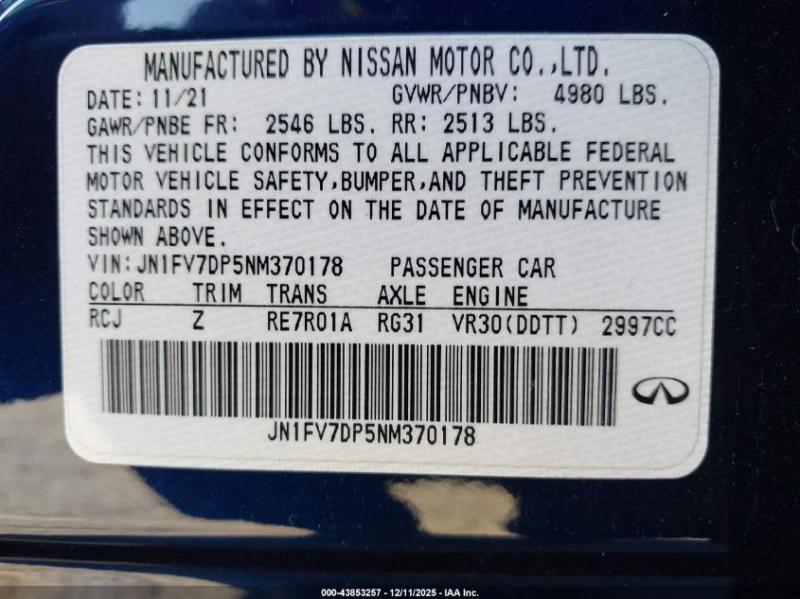 MANUFACTURED BY NISSAN MOTOR CO.,LTD.
DATE: 11/21 GVWR/PNBV: 4980 LBS.
GAWR/PNBE FR: 2546 LBS. RR: 2513 LBS.
THIS VEHICLE CONFORMS TO ALL APPLICABLE FEDERAL
MOTOR VEHICLE SAFETY,BUMPER,AND THEFT PREVENTION
STANDARDS IN EFFECT ON THE DATE OF MANUFACTURE
SHOWN ABOVE.
VIN:JN1FV7DP5NM370178 PASSENGER CAR
COLOR TRIM TRANS AXLE ENGINE
RCJ Z RE7R01A RG31 VR30(DDTT) 2997CC
JN1FV7DP5NM370178
000-43853257 - 12/11/2025 - IAA Inc.